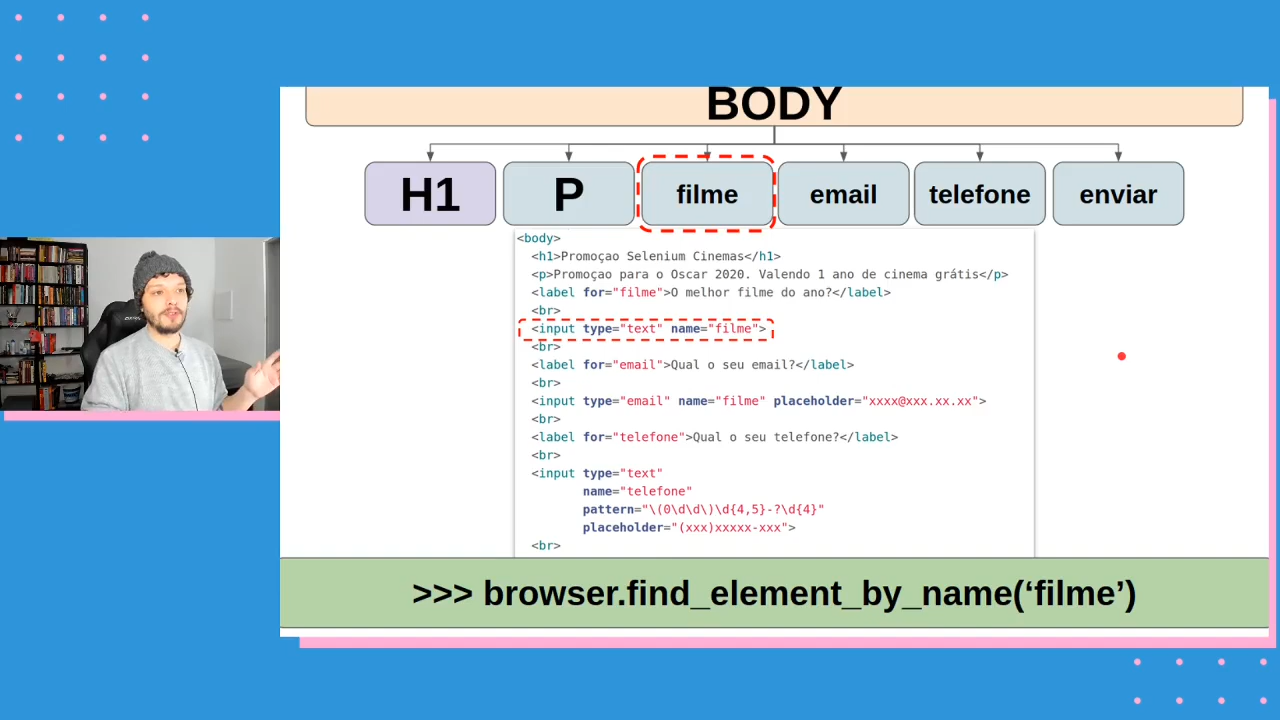 BODY
H1
P
filme
email
telefone
enviar
<body>
<h1>Promoçao Selenium Cinemas</h1>
<p>Promoçao para o Oscar 2020. Valendo 1 ano de cinema grátis</p>
<label for="filme">O melhor filme do ano?</label>
<br>
<input type="text" name="filme">
<br>
<label for="email">Qual o seu email?</label>
<br>
<input type="email" name="filme" placeholder="xxxx@xxx.xx.xx">
<br>
<label for="telefone">Qual o seu telefone?</label>
<br>
<input type="text"
name="telefone"
pattern="\(0\d\d\)\d{4,5}-?\d{4}"
placeholder="(xxx)xxxxx-xxx">
<br>
>>> browser.find_element_by_name(‘filme’)